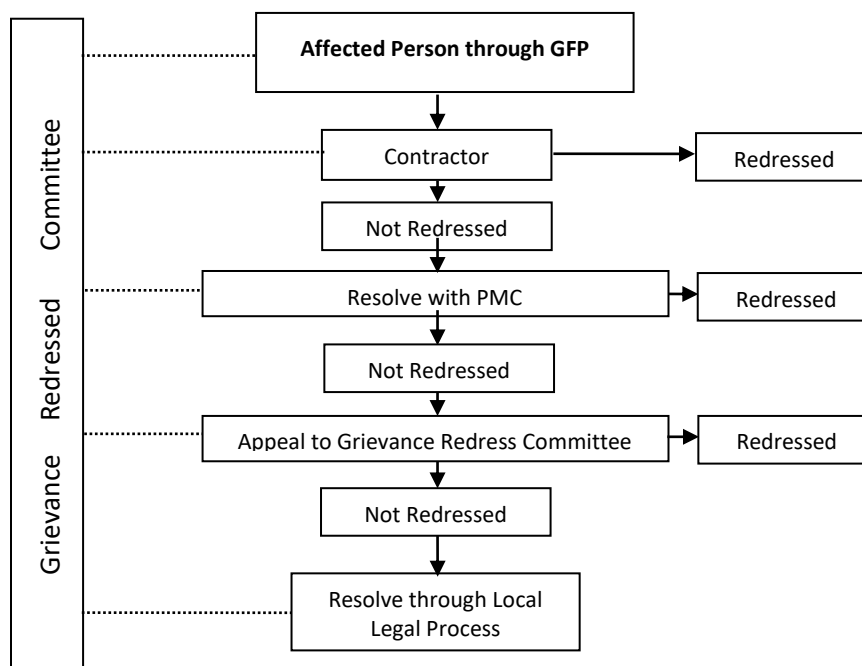 Affected Person through GFP
Contractor
Redressed
Not Redressed
Resolve with PMC
Redressed
Not Redressed
Appeal to Grievance Redress Committee
Redressed
Not Redressed
Resolve through Local
Legal Process
Grievance Redressed Committee